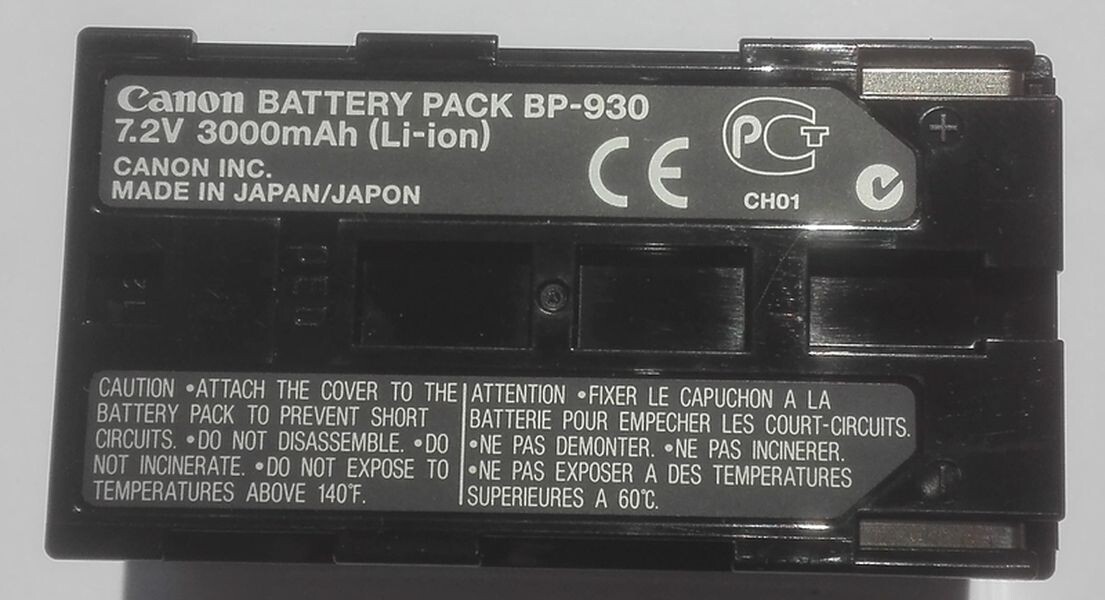 Canon BATTERY PACK BP-930
7.2V 3000mAh (Li-ion)
CANON INC.
MADE IN JAPAN/JAPON
CE
PCT
CH01
+
CAUTION •ATTACH THE COVER TO THE
BATTERY PACK TO PREVENT SHORT
CIRCUITS. •DO NOT DISASSEMBLE. •DO
NOT INCINERATE. •DO NOT EXPOSE TO
TEMPERATURES ABOVE 140°F.
ATTENTION •FIXER LE CAPUCHON A LA
BATTERIE POUR EMPECHER LES COURT-CIRCUITS.
•NE PAS DEMONTER. •NE PAS INCINERER.
•NE PAS EXPOSER A DES TEMPERATURES
SUPERIEURES A 60℃.